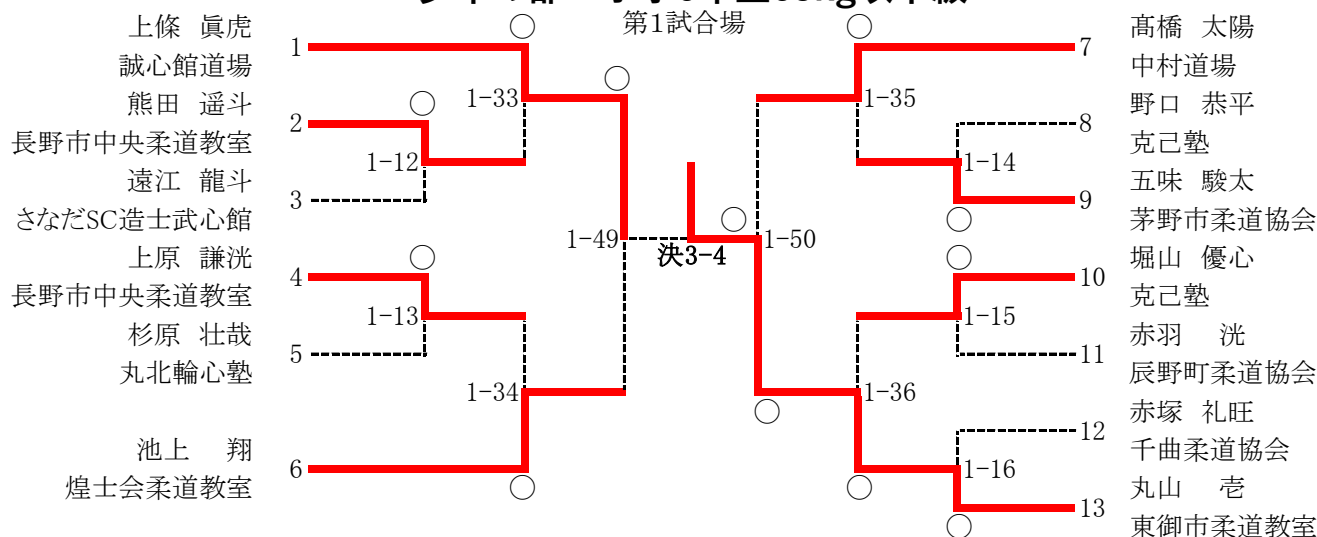 第1試合場
上條 眞虎
誠心館道場
1
熊田 遥斗
長野市中央柔道教室
2
遠江 龍斗
さなだSC造士武心館
3
上原 謙洸
長野市中央柔道教室
4
杉原 壮哉
丸北輪心塾
5
池上 翔
煌士会柔道教室
6
1-33
1-12
1-13
1-34
1-49
決3-4
1-50
1-35
1-14
1-15
1-36
1-16
7
髙橋 太陽
中村道場
8
野口 恭平
克己塾
9
五味 駿太
茅野市柔道協会
10
堀山 優心
克己塾
11
赤羽 洸
辰野町柔道協会
12
赤塚 礼旺
千曲柔道協会
13
丸山 壱
東御市柔道教室